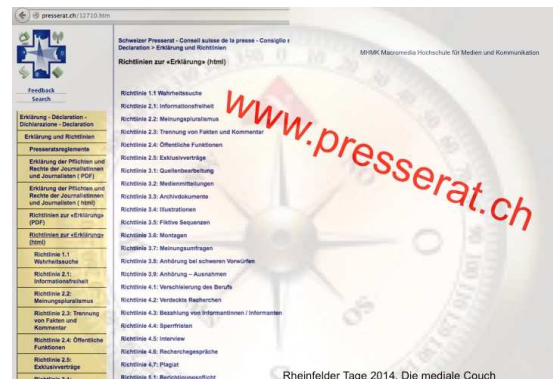 presserat.ch/12710.htm
Feedback
Search
Erklärung - Déclaration -
Dichiarazione - Declaration
Erklärung und Richtlinien
Presseratsreglemente
Erklärung der Pflichten und
Rechte der Journalistinnen
und Journalisten ( PDF)
Erklärung der Pflichten und
Rechte der Journalistinnen
und Journalisten ( html)
Richtlinien zur «Erklärung»
(PDF)
Richtlinien zur «Erklärung»
(html)
Richtlinie 1.1
Wahrheitssuche
Richtlinie 2.1:
Informationsfreiheit
Richtlinie 2.2:
Meinungspluralismus
Richtlinie 2.3: Trennung
von Fakten und
Kommentar
Richtlinie 2.4: Öffentliche
Funktionen
Richtlinie 2.5:
Exklusivverträge
Schweizer Presserat - Conseil suisse de la presse - Consiglio
Declaration > Erklärung und Richtlinien
Richtlinien zur «Erklärung» (html)
Richtlinie 1.1 Wahrheitssuche
Richtlinie 2.1: Informationsfreiheit
Richtlinie 2.2: Meinungspluralismus
Richtlinie 2.3: Trennung von Fakten und Kommentar
Richtlinie 2.4: Öffentliche Funktionen
Richtlinie 2.5: Exklusivverträge
Richtlinie 3.1: Quellenbearbeitung
Richtlinie 3.2: Medienmitteilungen
Richtlinie 3.3: Archivdokumente
Richtlinie 3.4: Illustrationen
Richtlinie 3.5: Fiktive Sequenzen
Richtlinie 3.6: Montagen
Richtlinie 3.7: Meinungsumfragen
Richtlinie 3.8: Anhörung bei schweren Vorwürfen
Richtlinie 3.9: Anhörung – Ausnahmen
Richtlinie 4.1: Verschleierung des Berufs
Richtlinie 4.2: Verdeckte Recherchen
Richtlinie 4.3: Bezahlung von Informantinnen / Informanten
Richtlinie 4.4: Sperrfristen
Richtlinie 4.5: Interview
Richtlinie 4.6: Recherchegespräche
Richtlinie 4.7: Plagiat
Richtlinie 5.1: Berichtigungspflicht
MHMK Macromedia Hochschule für Medien und Kommunikation
www.presserat.ch
Rheinfelder Tage 2014. Die mediale Couch